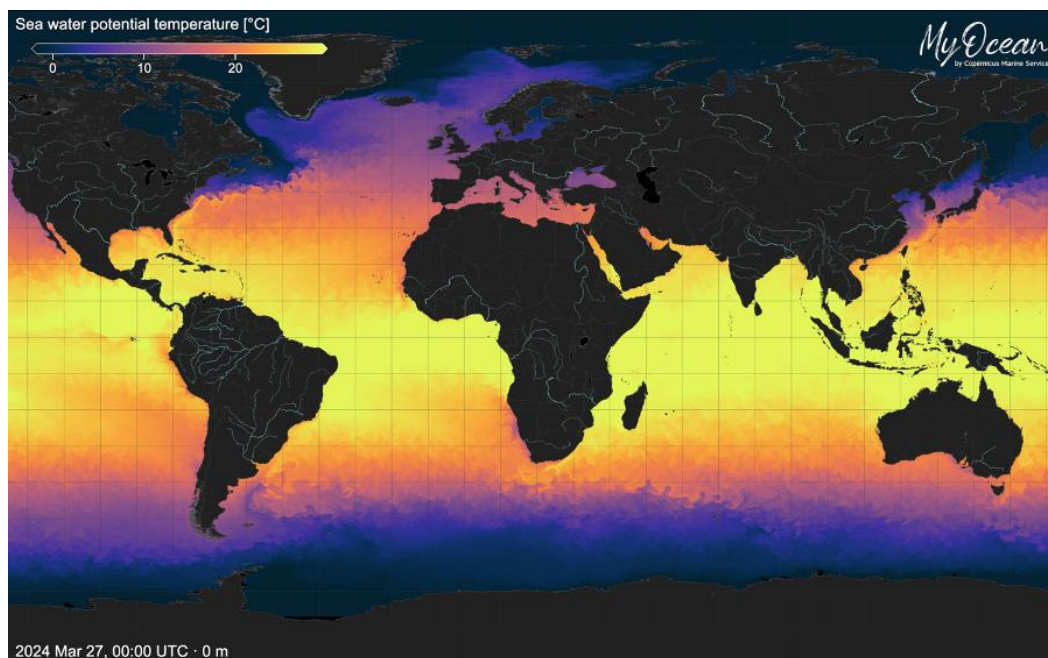 Sea water potential temperature [°C]
0 10 20
MyOcean
by Copernicus Marine Service
2024 Mar 27, 00:00 UTC · 0 m